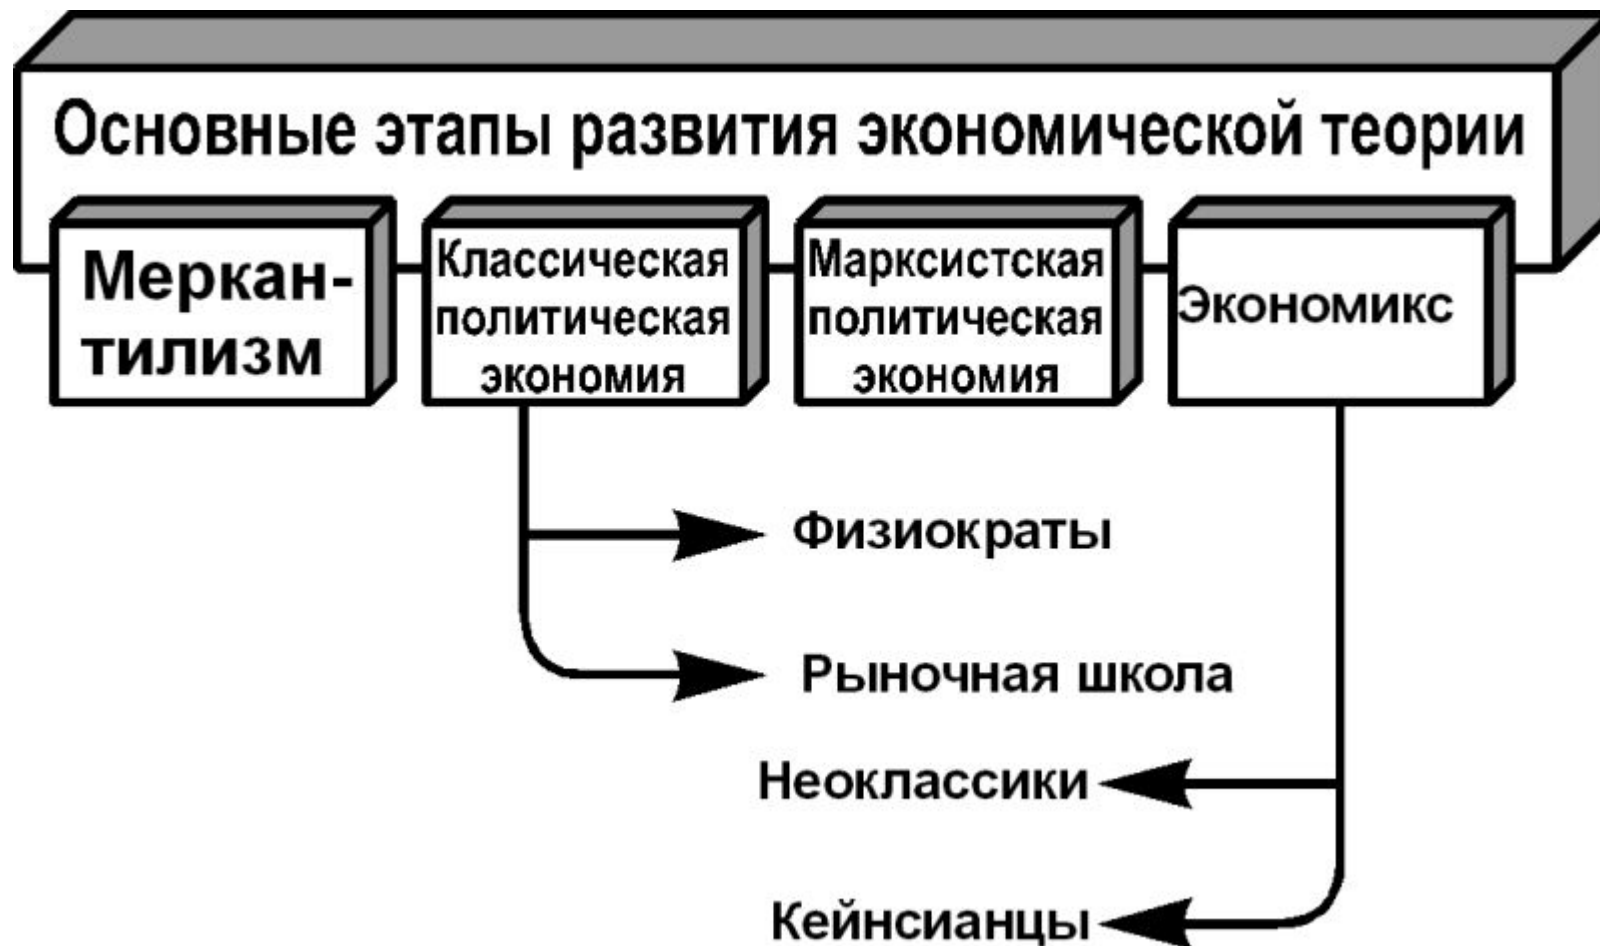 Основные этапы развития экономической теории
Меркан-
тилизм
Классическая
политическая
экономия
Марксистская
политическая
экономия
Экономикс
Физиократы
Рыночная школа
Неоклассики
Кейнсианцы